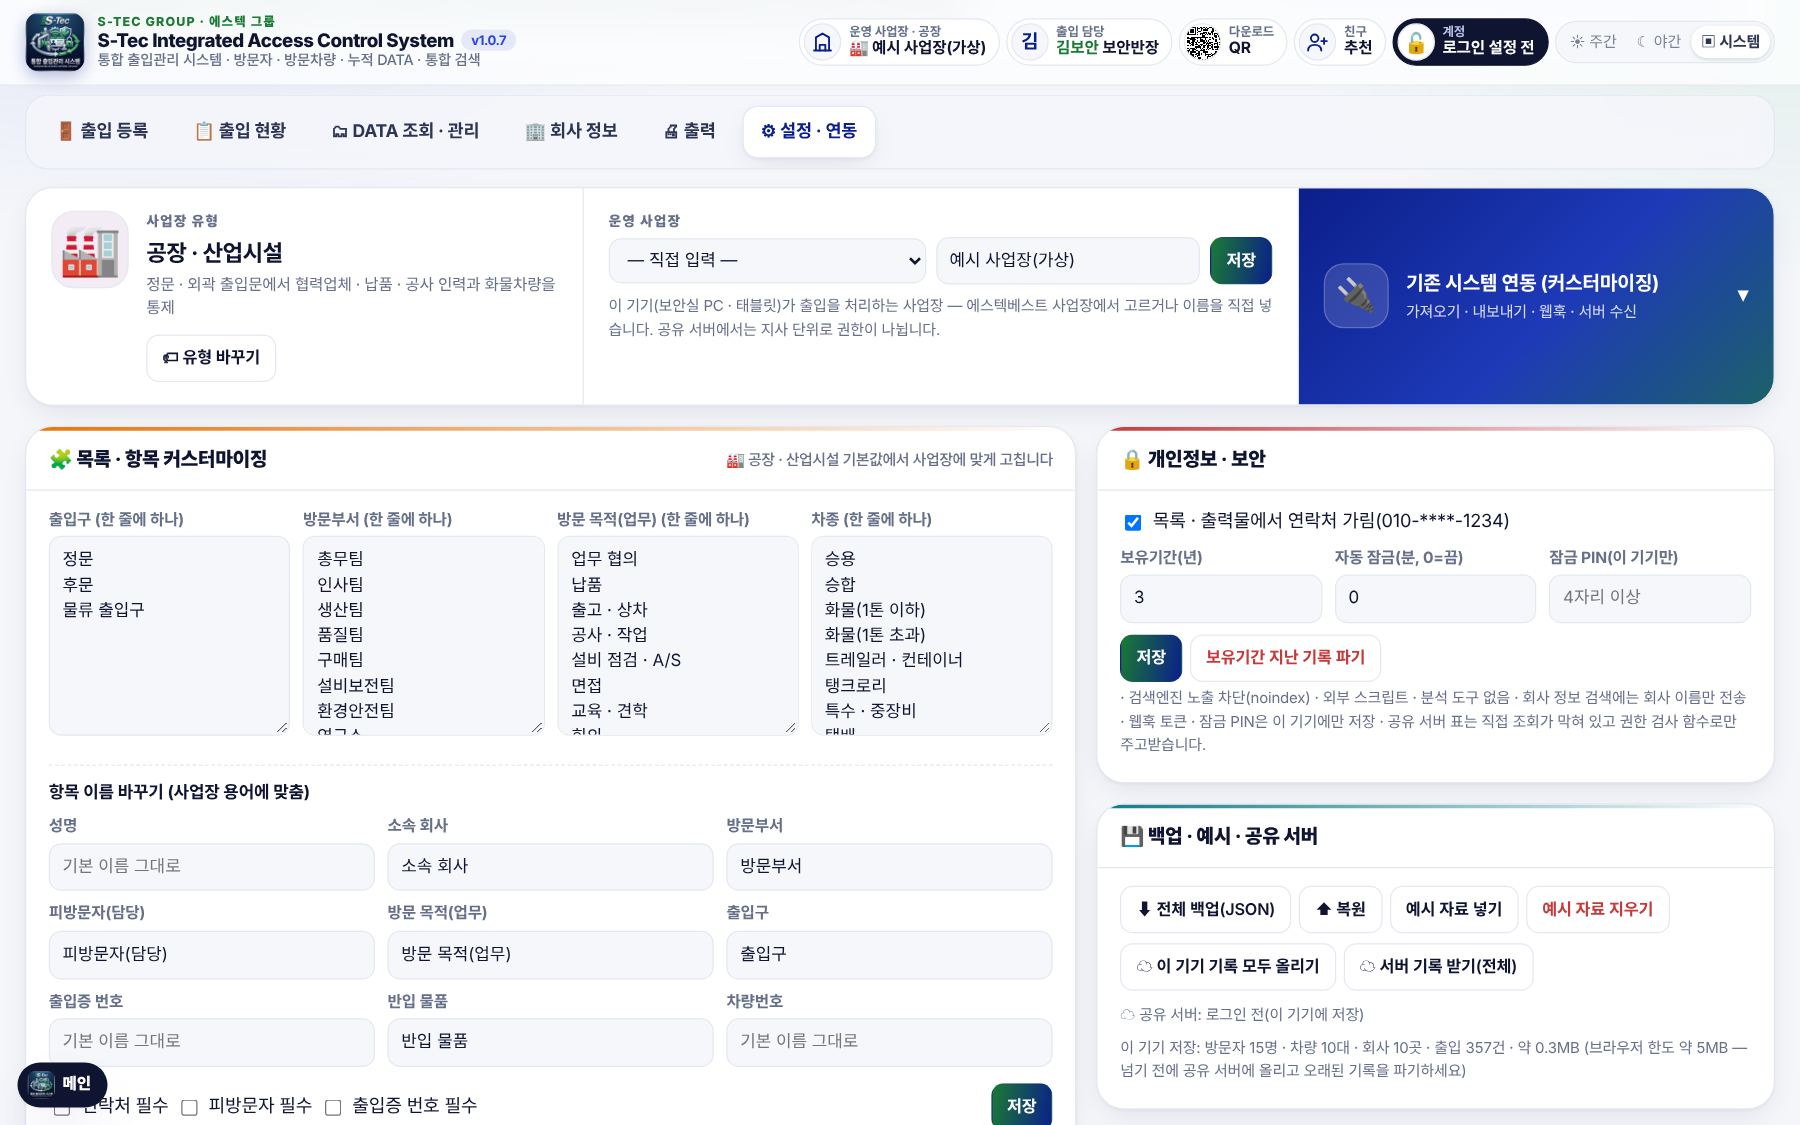 S-TEC GROUP · 에스텍 그룹
S-Tec Integrated Access Control System v1.0.7
통합 출입관리 시스템 · 방문자 · 방문차량 · 누적 DATA · 통합 검색
운영 사업장 · 공장
예시 사업장(가상)
김
출입 담당
김보안 보안반장
다운로드
QR
친구
추천
계정
로그인 설정 전
주간
야간
시스템
출입 등록
출입 현황
DATA 조회 · 관리
회사 정보
출력
설정 · 연동
사업장 유형
공장 · 산업시설
정문 · 외곽 출입문에서 협력업체 · 납품 · 공사 인력과 화물차량을
통제
유형 바꾸기
운영 사업장
— 직접 입력 —
예시 사업장(가상)
저장
이 기기(보안실 PC · 태블릿)가 출입을 처리하는 사업장 — 에스텍베스트 사업장에서 고르거나 이름을 직접 넣
습니다. 공유 서버에서는 지사 단위로 권한이 나뉩니다.
기존 시스템 연동 (커스터마이징)
가져오기 · 내보내기 · 웹훅 · 서버 수신
목록 · 항목 커스터마이징
공장 · 산업시설 기본값에서 사업장에 맞게 고칩니다
출입구 (한 줄에 하나)
정문
후문
물류 출입구
방문부서 (한 줄에 하나)
총무팀
인사팀
생산팀
품질팀
구매팀
설비보전팀
환경안전팀
방문 목적(업무) (한 줄에 하나)
업무 협의
납품
출고 · 상차
공사 · 작업
설비 점검 · A/S
면접
교육 · 견학
차종 (한 줄에 하나)
승용
승합
화물(1톤 이하)
화물(1톤 초과)
트레일러 · 컨테이너
탱크로리
특수 · 중장비
항목 이름 바꾸기 (사업장 용어에 맞춤)
성명
기본 이름 그대로
소속 회사
소속 회사
방문부서
방문부서
피방문자(담당)
피방문자(담당)
방문 목적(업무)
방문 목적(업무)
출입구
출입구
출입증 번호
기본 이름 그대로
반입 물품
반입 물품
차량번호
기본 이름 그대로
메인
연락처 필수
피방문자 필수
출입증 번호 필수
저장
개인정보 · 보안
목록 · 출력물에서 연락처 가림(010-****-1234)
보유기간(년)
3
자동 잠금(분, 0=끔)
0
잠금 PIN(이 기기만)
4자리 이상
저장
보유기간 지난 기록 파기
· 검색엔진 노출 차단(noindex) · 외부 스크립트 · 분석 도구 없음 · 회사 정보 검색에는 회사 이름만 전송
· 웹훅 토큰 · 잠금 PIN은 이 기기에만 저장 · 공유 서버 표는 직접 조회가 막혀 있고 권한 검사 함수로만
주고받습니다.
백업 · 예시 · 공유 서버
전체 백업(JSON)
복원
예시 자료 넣기
예시 자료 지우기
이 기기 기록 모두 올리기
서버 기록 받기(전체)
공유 서버: 로그인 전(이 기기에 저장)
이 기기 저장: 방문자 15명 · 차량 10대 · 회사 10곳 · 출입 357건 · 약 0.3MB (브라우저 한도 약 5MB —
넘기 전에 공유 서버에 올리고 오래된 기록을 파기하세요)